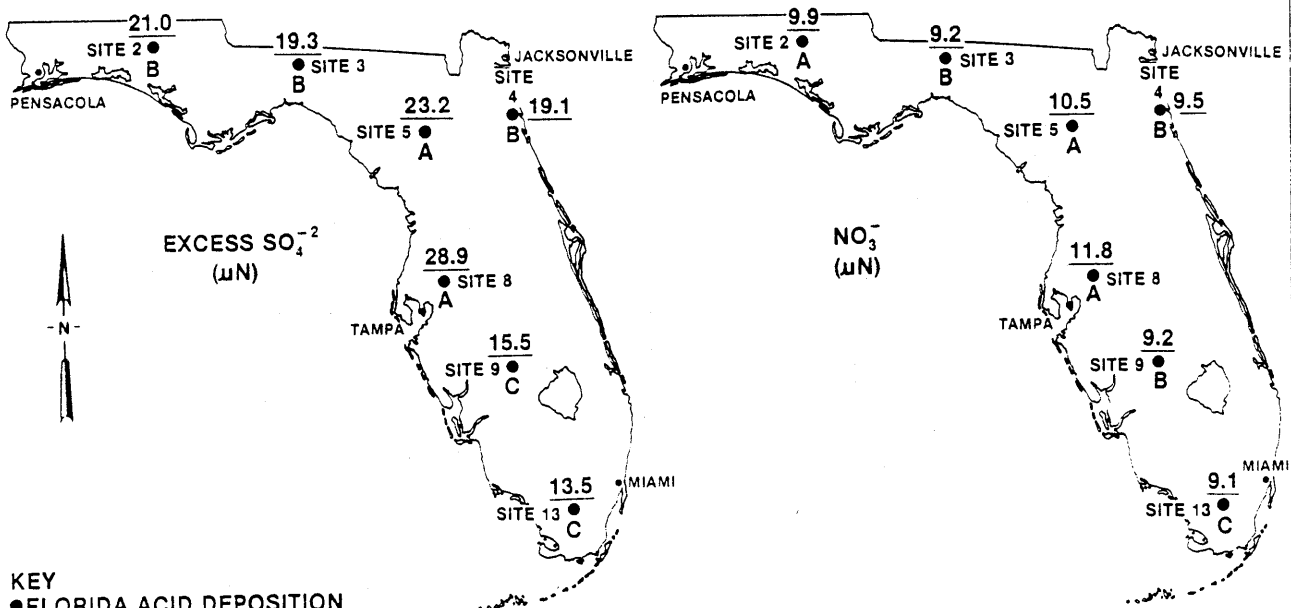 21.0
SITE 2
B
19.3
SITE 3
B
JACKSONVILLE
SITE
4
19.1
B
PENSACOLA
23.2
SITE 5
A
EXCESS SO₄⁻²
(µN)
28.9
SITE 8
A
-N-
TAMPA
15.5
SITE 9
C
13.5
SITE 13
C
MIAMI
KEY
FLORIDA ACID DEPOSITION
9.9
SITE 2
A
9.2
SITE 3
B
JACKSONVILLE
SITE
4
9.5
B
PENSACOLA
10.5
SITE 5
A
NO₃⁻
(µN)
11.8
SITE 8
A
TAMPA
9.2
SITE 9
B
9.1
SITE 13
C
MIAMI